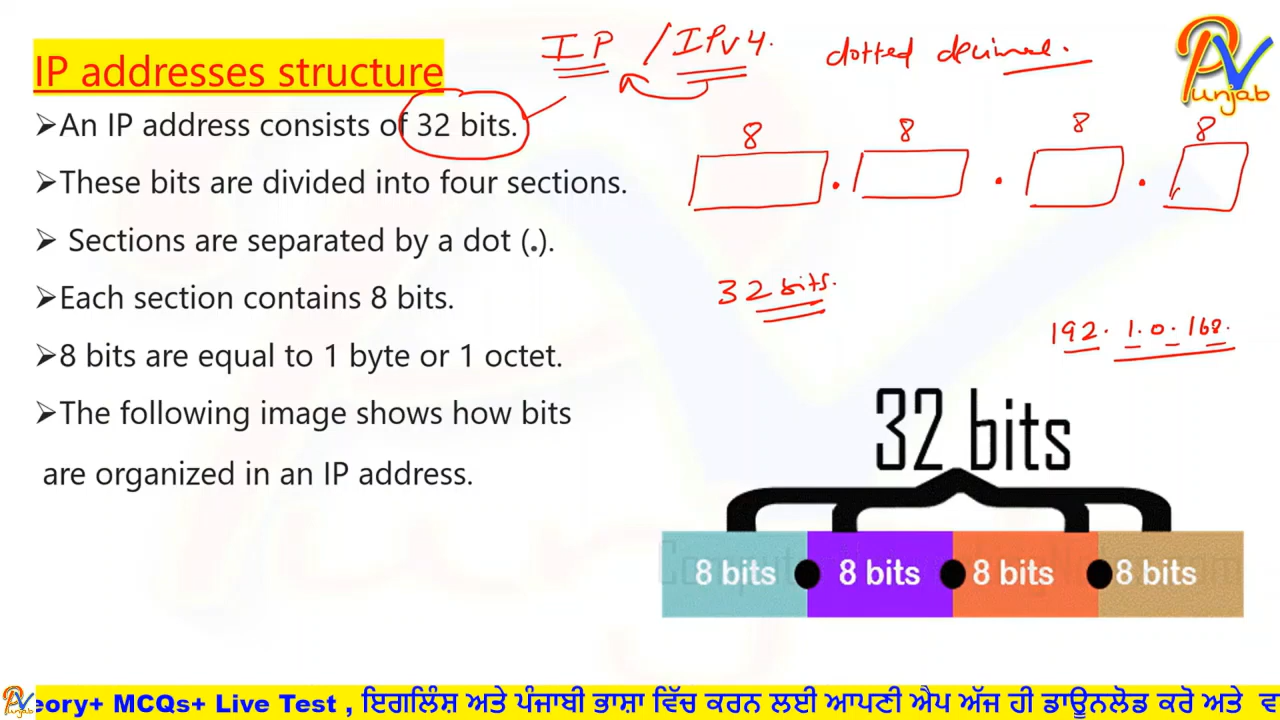 IP addresses structure
IP / IPv4.
dotted decimal.
PV
Punjab
➤An IP address consists of 32 bits.
8 8 8 8
➤These bits are divided into four sections.
. . .
➤ Sections are separated by a dot (.).
➤Each section contains 8 bits.
32 bits.
192. 1.0.168.
➤8 bits are equal to 1 byte or 1 octet.
➤The following image shows how bits
are organized in an IP address.
32 bits
8 bits 8 bits 8 bits 8 bits
Punjab
eory+ MCQs+ Live Test , ਇਗਲਿੰਸ਼ ਅਤੇ ਪੰਜਾਬੀ ਭਾਸ਼ਾ ਵਿੱਚ ਕਰਨ ਲਈ ਆਪਣੀ ਐਪ ਅੱਜ ਹੀ ਡਾਊਨਲੋਡ ਕਰੋ ਅਤੇ ਵ